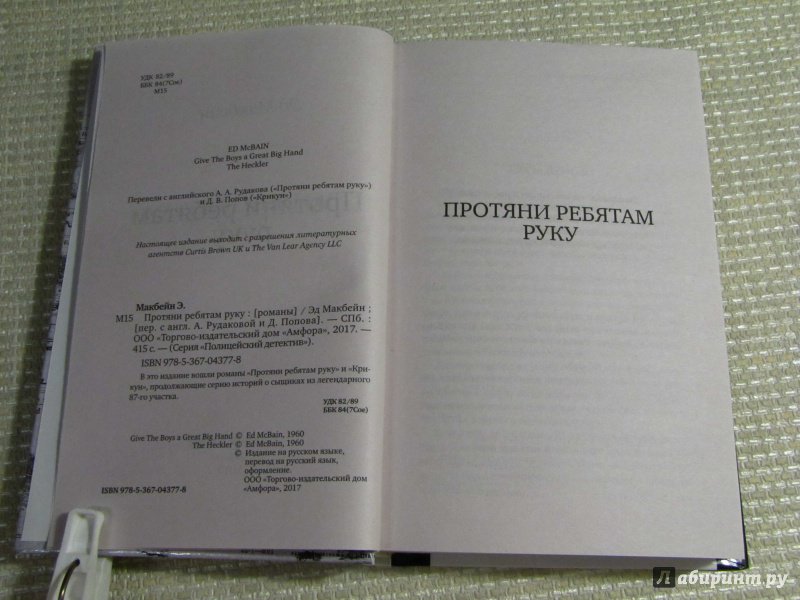 УДК 82/89
ББК 84(7Сое)
М15
ED McBAIN
Give The Boys a Great Big Hand
The Heckler
Перевели с английского А. А. Рудакова («Протяни ребятам руку»)
и Д. В. Попов («Крикун»)
Настоящее издание выходит с разрешения литературных
агентств Curtis Brown UK и The Van Lear Agency LLC
Макбейн Э.
М15 Протяни ребятам руку : [романы] / Эд Макбейн ;
[пер. с англ. А. Рудаковой и Д. Попова]. — СПб. :
ООО «Торгово-издательский дом «Амфора», 2017. —
415 с. — (Серия «Полицейский детектив»).
ISBN 978-5-367-04377-8
В это издание вошли романы «Протяни ребятам руку» и «Кри-
кун», продолжающие серию историй о сыщиках из легендарного
87-го участка.
УДК 82/89
ББК 84(7Сое)
Give The Boys a Great Big Hand © Ed McBain, 1960
The Heckler © Ed McBain, 1960
© Издание на русском языке,
перевод на русский язык,
оформление.
ООО «Торгово-издательский дом
«Амфора», 2017
ISBN 978-5-367-04377-8
ПРОТЯНИ РЕБЯТАМ
РУКУ
Лабиринт.ру